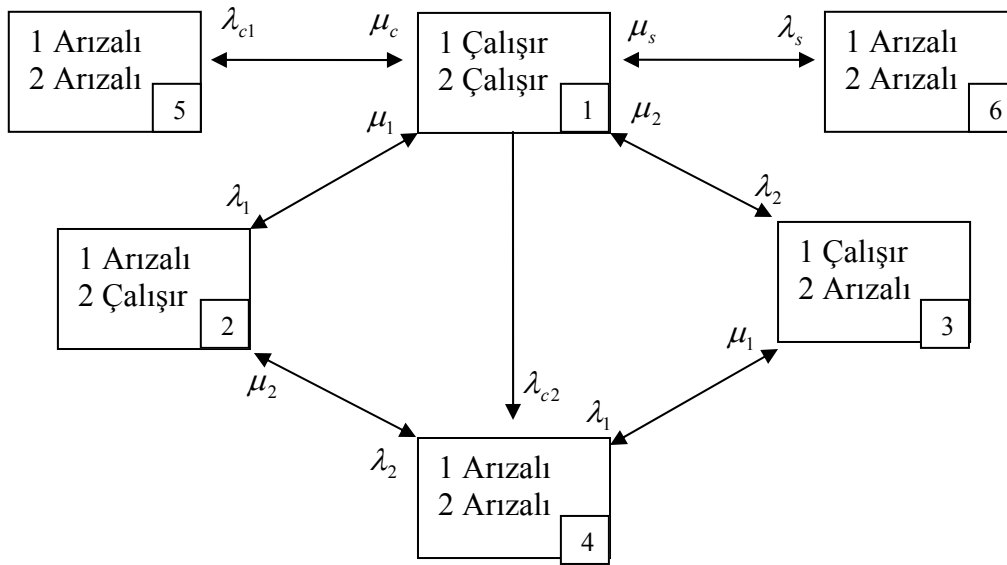 1 Arızalı
2 Arızalı
5
λc1
μc
1 Çalışır
2 Çalışır
1
μs
λs
1 Arızalı
2 Arızalı
6
μ1
μ2
λ1
λ2
1 Arızalı
2 Çalışır
2
1 Çalışır
2 Arızalı
3
μ2
μ1
λc2
λ2
λ1
1 Arızalı
2 Arızalı
4